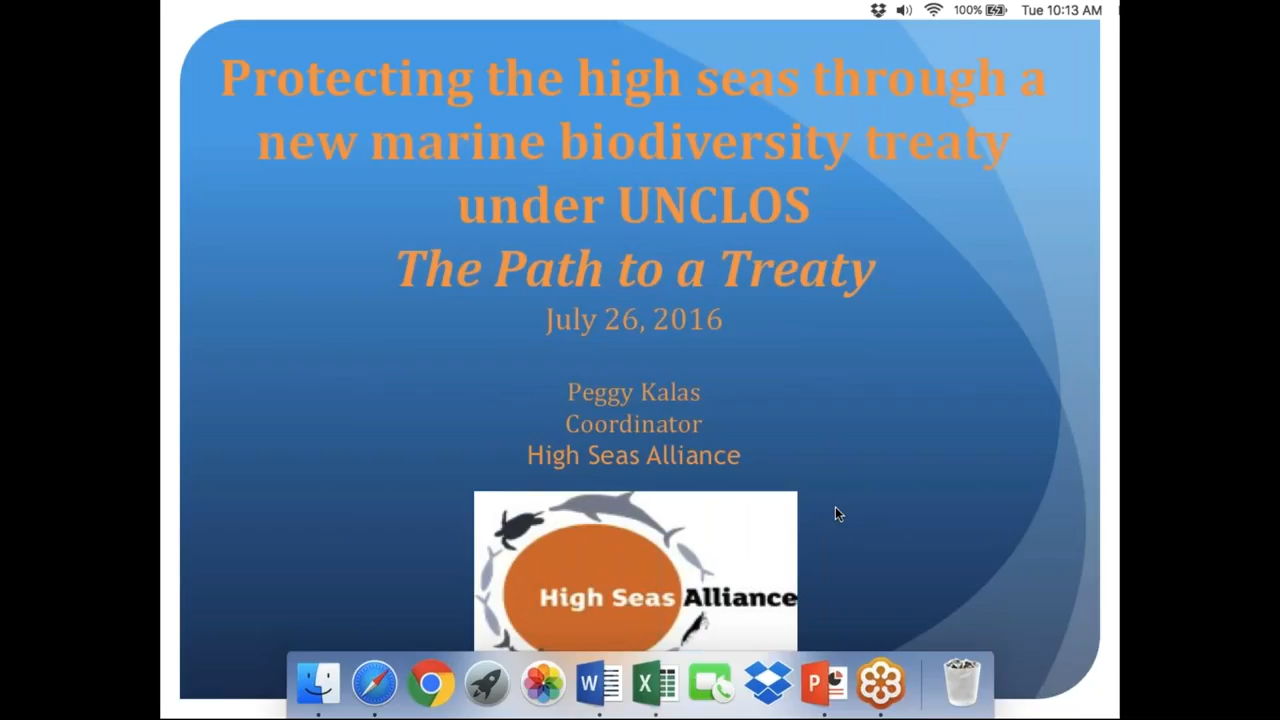 100% Tue 10:13 AM
Protecting the high seas through a
new marine biodiversity treaty
under UNCLOS
The Path to a Treaty
July 26, 2016
Peggy Kalas
Coordinator
High Seas Alliance
High Seas Alliance
W X P